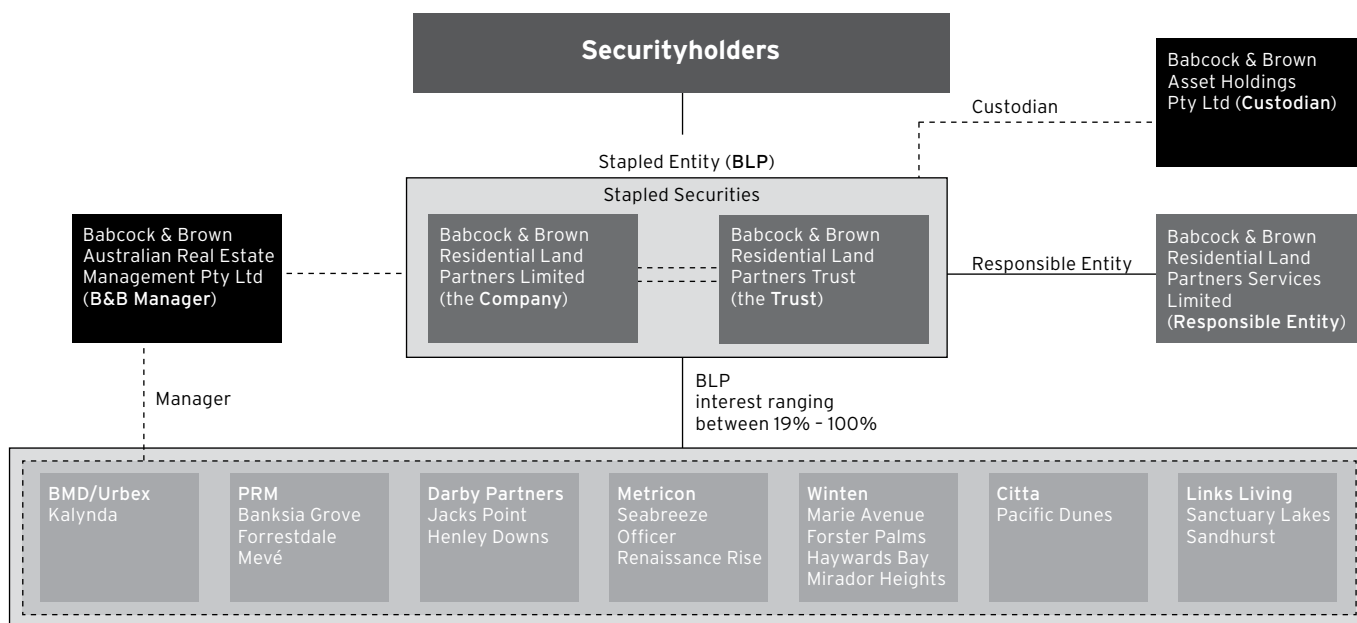 Securityholders
Babcock & Brown
Asset Holdings
Pty Ltd (Custodian)
Custodian
Stapled Entity (BLP)
Stapled Securities
Babcock & Brown
Australian Real Estate
Management Pty Ltd
(B&B Manager)
Babcock & Brown
Residential Land
Partners Limited
(the Company)
Babcock & Brown
Residential Land
Partners Trust
(the Trust)
Responsible Entity
Babcock & Brown
Residential Land
Partners Services
Limited
(Responsible Entity)
Manager
BLP
interest ranging
between 19% – 100%
BMD/Urbex
Kalynda
PRM
Banksia Grove
Forrestdale
Mevé
Darby Partners
Jacks Point
Henley Downs
Metricon
Seabreeze
Officer
Renaissance Rise
Winten
Marie Avenue
Forster Palms
Haywards Bay
Mirador Heights
Citta
Pacific Dunes
Links Living
Sanctuary Lakes
Sandhurst